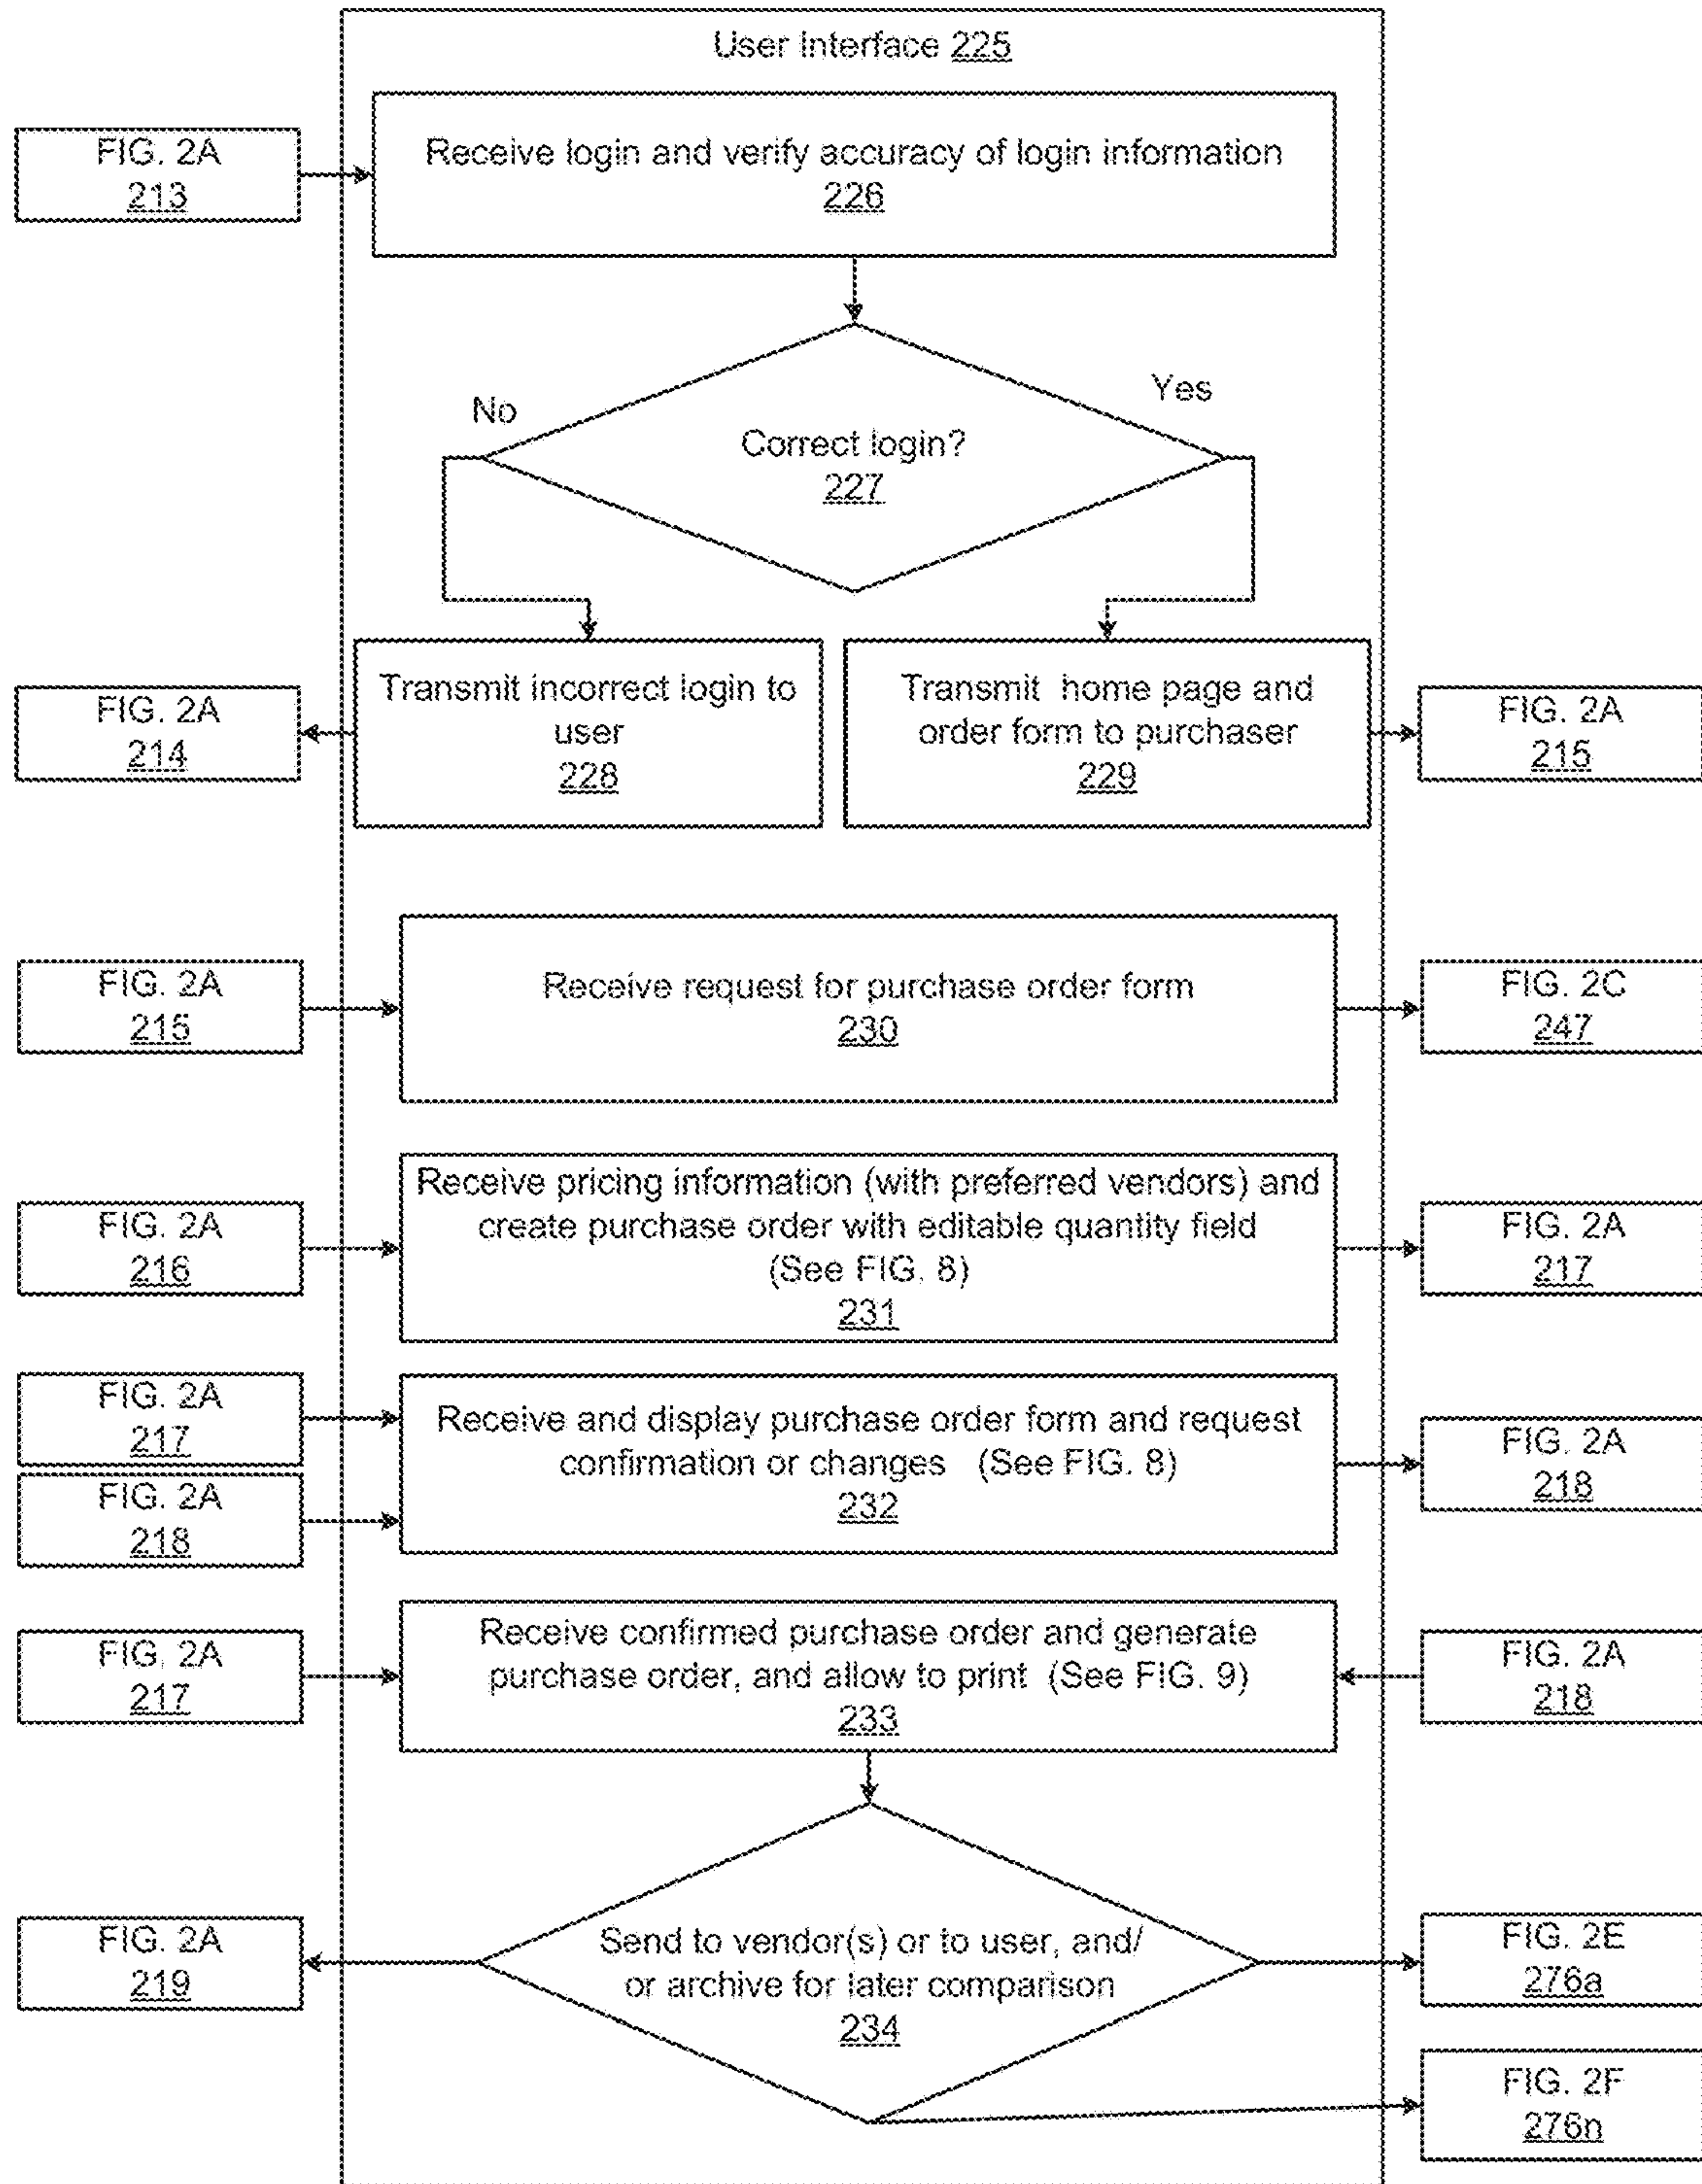 User Interface 225
FIG. 2A
213
Receive login and verify accuracy of login information
226
No
Yes
Correct login?
227
FIG. 2A
214
Transmit incorrect login to
user
228
Transmit home page and
order form to purchaser
229
FIG. 2A
215
FIG. 2A
215
Receive request for purchase order form
230
FIG. 2C
247
FIG. 2A
216
Receive pricing information (with preferred vendors) and
create purchase order with editable quantity field
(See FIG. 8)
231
FIG. 2A
217
FIG. 2A
217
FIG. 2A
218
Receive and display purchase order form and request
confirmation or changes (See FIG. 8)
232
FIG. 2A
218
FIG. 2A
217
Receive confirmed purchase order and generate
purchase order, and allow to print (See FIG. 9)
233
FIG. 2A
218
FIG. 2A
219
Send to vendor(s) or to user, and/
or archive for later comparison
234
FIG. 2E
276a
FIG. 2F
276n